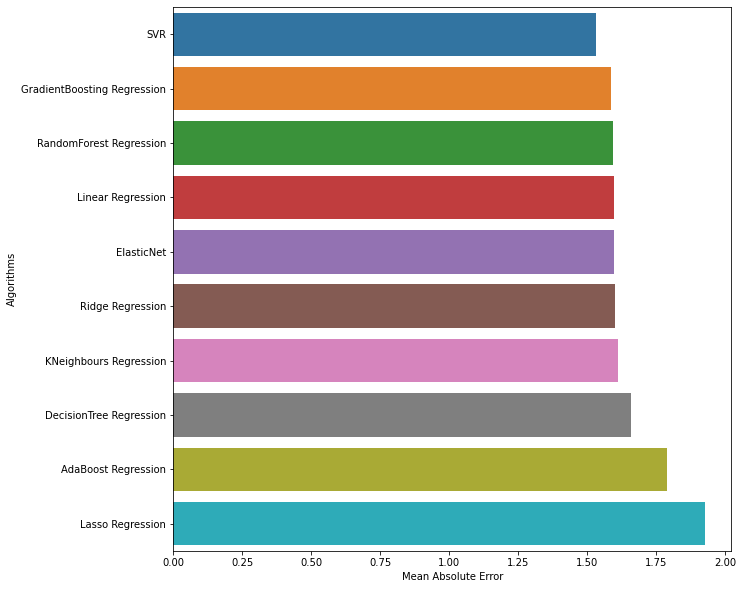 SVR
GradientBoosting Regression
RandomForest Regression
Linear Regression
ElasticNet
Ridge Regression
KNeighbours Regression
DecisionTree Regression
AdaBoost Regression
Lasso Regression
Algorithms
0.00 0.25 0.50 0.75 1.00 1.25 1.50 1.75 2.00
Mean Absolute Error